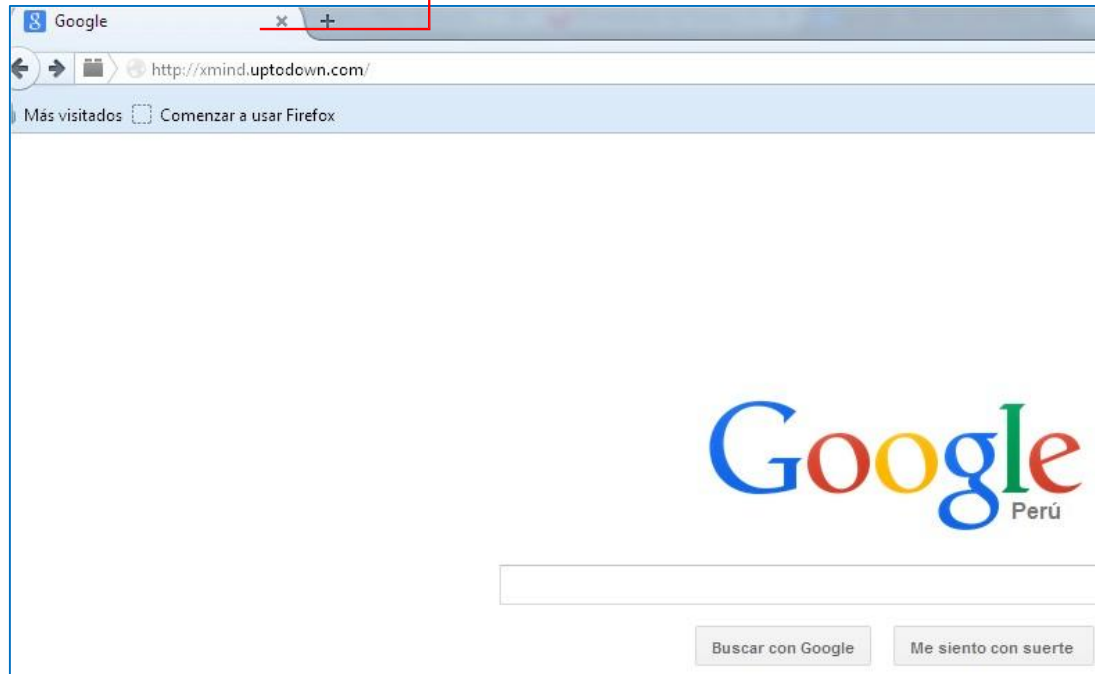 Google
http://xmind.uptodown.com/
Más visitados Comenzar a usar Firefox
Google
Perú
Buscar con Google Me siento con suerte